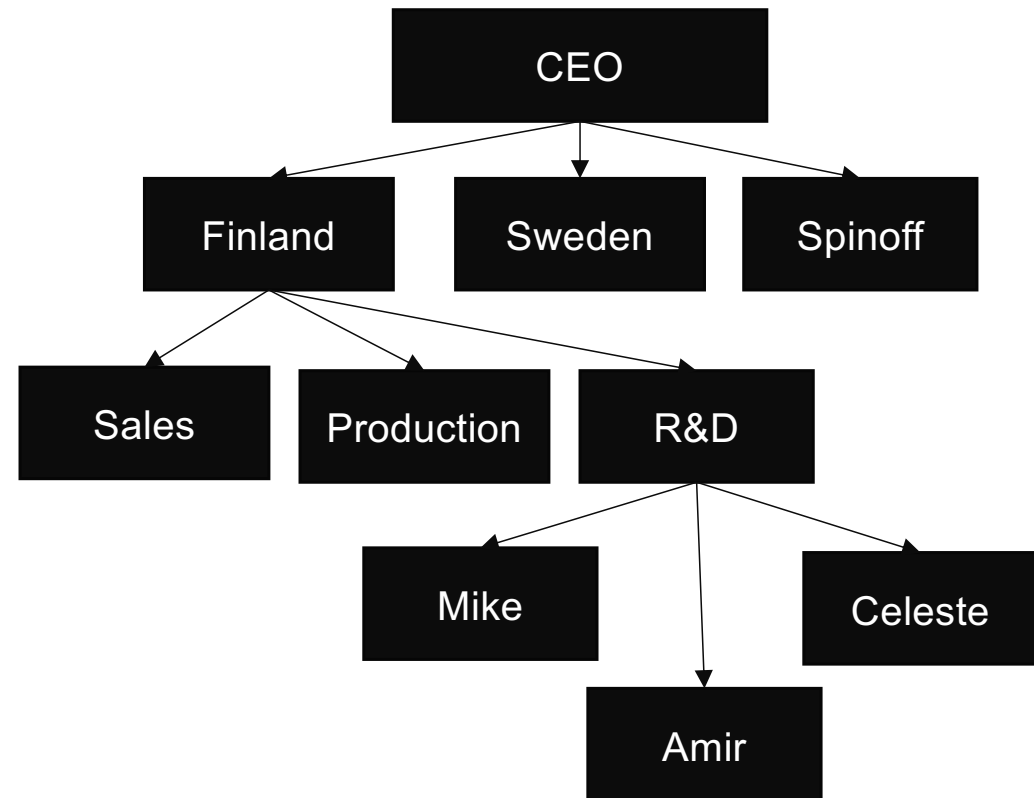 CEO
Finland
Sweden
Spinoff
Sales
Production
R&D
Mike
Celeste
Amir